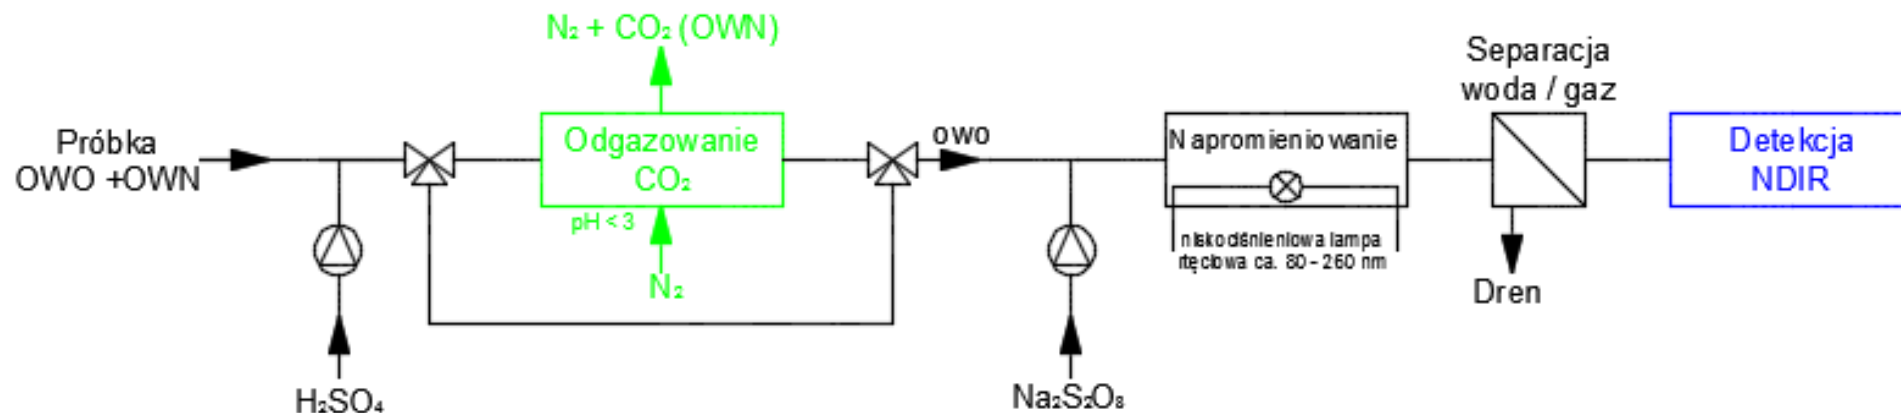 N₂ + CO₂ (OWN)
Próbka
OWO +OWN
Odgazowanie
CO₂
pH < 3
N₂
H₂SO₄
OWO
Na₂S₂O₈
Napromieniowanie
niskociśnieniowa lampa
rtęciowa ca. 80 - 260 nm
Separacja
woda / gaz
Dren
Detekcja
NDIR